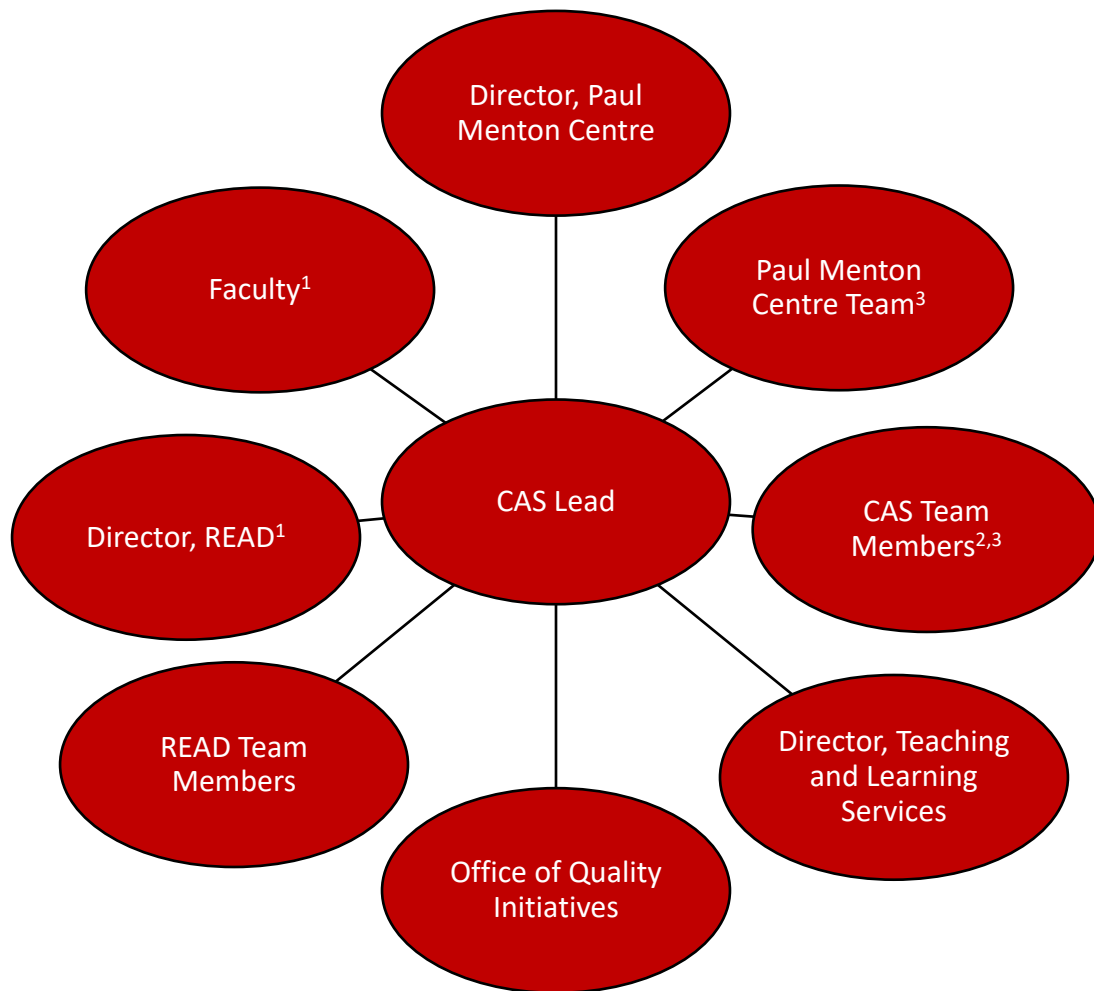 Director, Paul
Menton Centre
Paul Menton
Centre Team³
Faculty¹
CAS Lead
CAS Team
Members²,³
Director, READ¹
READ Team
Members
Director, Teaching
and Learning
Services
Office of Quality
Initiatives